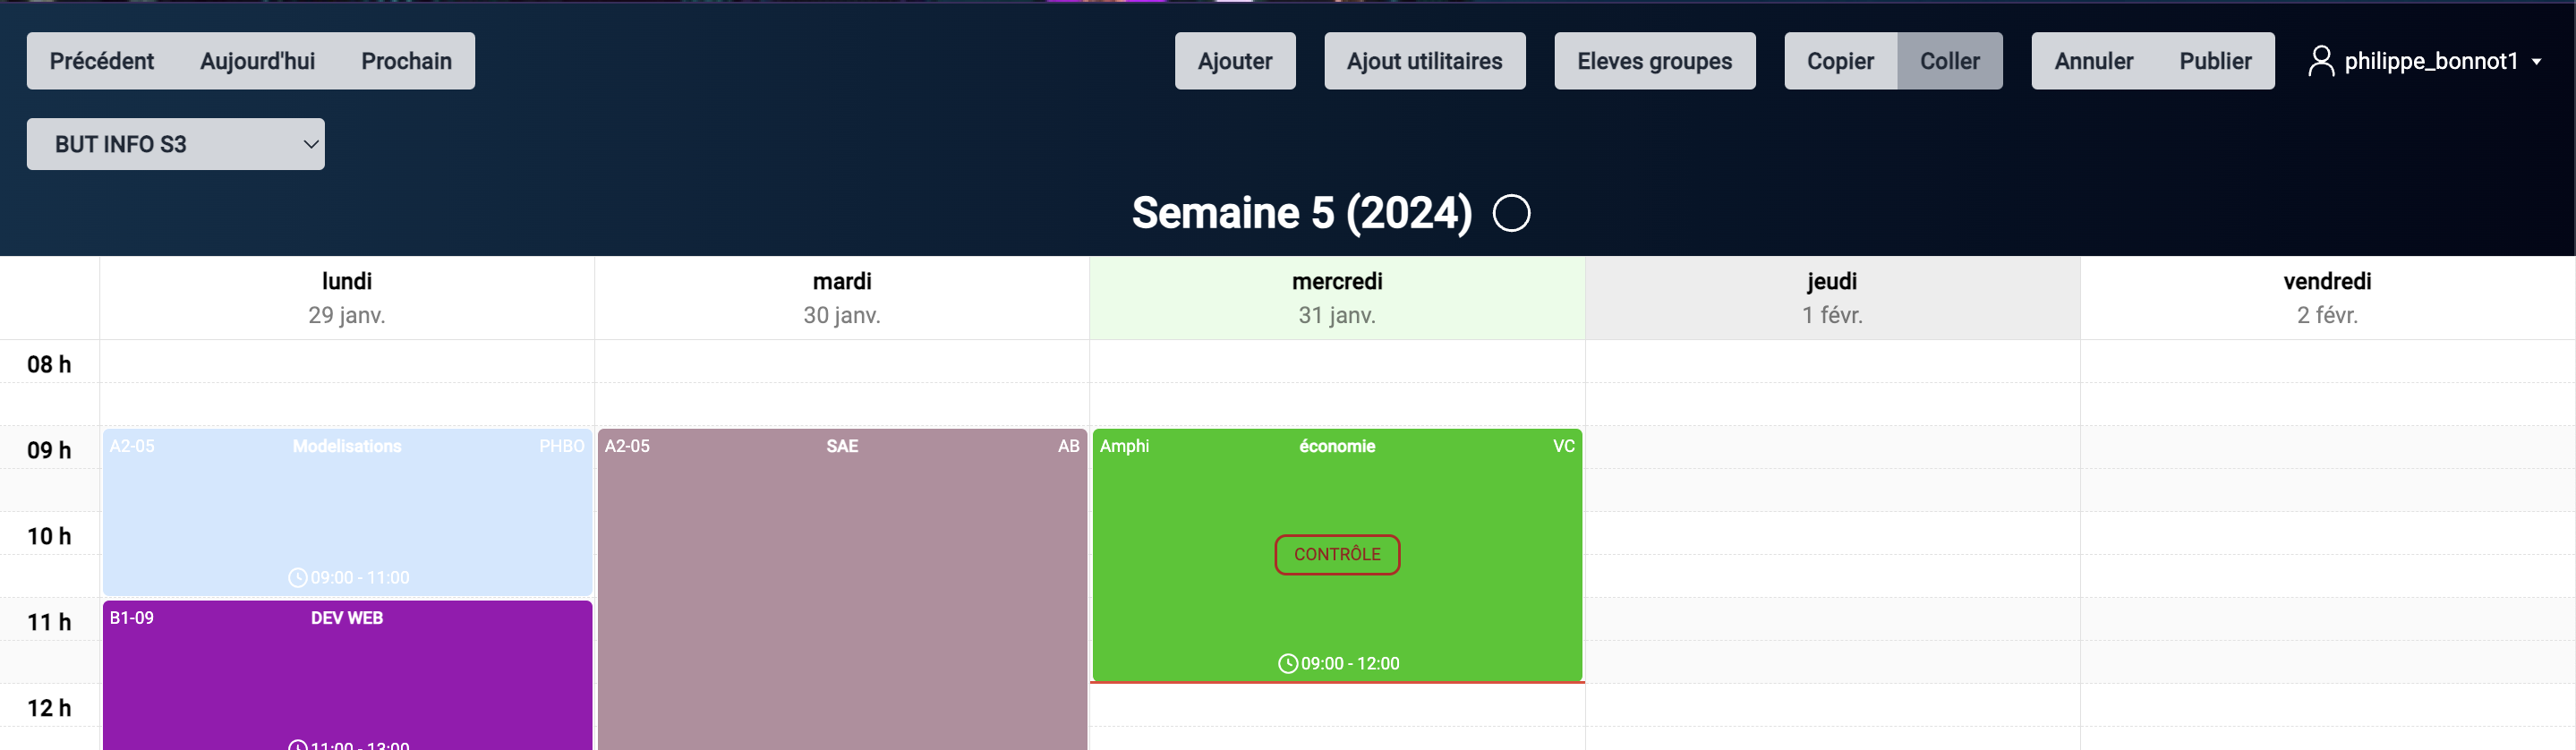 Précédent Aujourd'hui Prochain Ajouter Ajout utilitaires Eleves groupes Copier Coller Annuler Publier philippe_bonnot1
BUT INFO S3
Semaine 5 (2024)
lundi mardi mercredi jeudi vendredi
29 janv. 30 janv. 31 janv. 1 févr. 2 févr.
08 h
09 h A2-05 Modelisations PHBO A2-05 SAE AB Amphi économie VC
10 h CONTRÔLE
09:00 - 11:00
11 h B1-09 DEV WEB
09:00 - 12:00
12 h
11:00 - 13:00